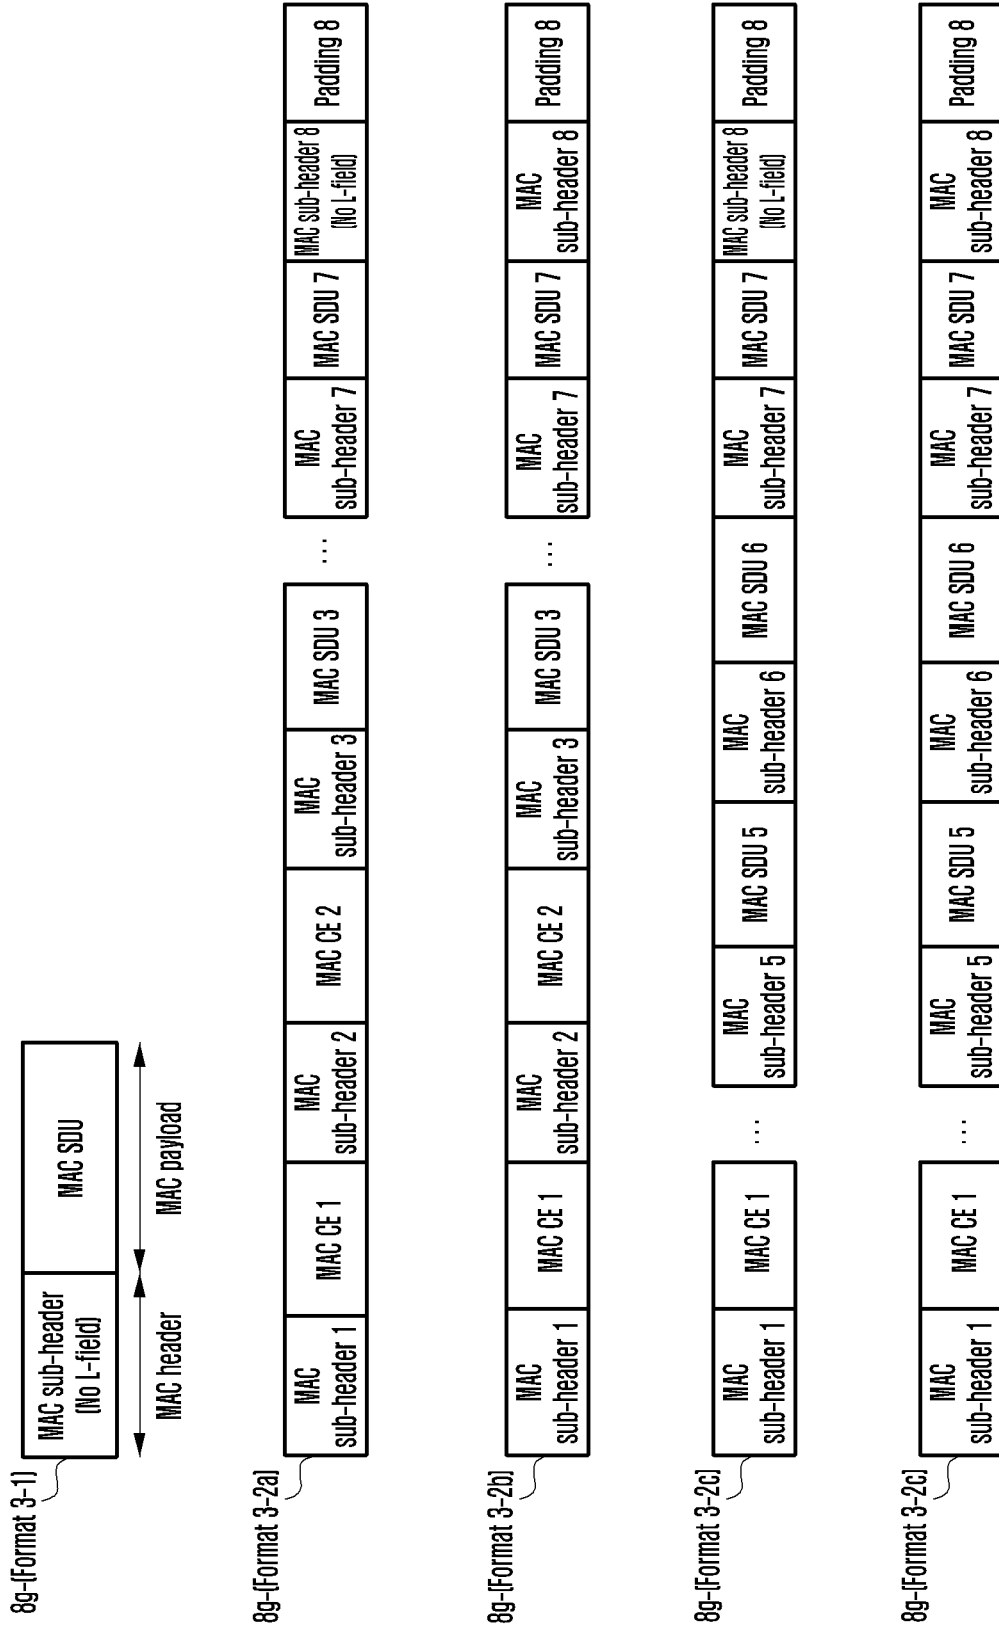 8g-(Format 3-1)
MAC sub-header
(No L-field)
MAC SDU
MAC header
MAC payload
8g-(Format 3-2a)
MAC
sub-header 1
MAC CE 1
MAC
sub-header 2
MAC CE 2
MAC
sub-header 3
MAC SDU 3
...
MAC
sub-header 7
MAC SDU 7
MAC sub-header 8
(No L-field)
Padding 8
8g-(Format 3-2b)
MAC
sub-header 1
MAC CE 1
MAC
sub-header 2
MAC CE 2
MAC
sub-header 3
MAC SDU 3
...
MAC
sub-header 7
MAC SDU 7
MAC
sub-header 8
Padding 8
8g-(Format 3-2c)
MAC
sub-header 1
MAC CE 1
...
MAC
sub-header 5
MAC SDU 5
MAC
sub-header 6
MAC SDU 6
MAC
sub-header 7
MAC SDU 7
MAC sub-header 8
(No L-field)
Padding 8
8g-(Format 3-2c)
MAC
sub-header 1
MAC CE 1
...
MAC
sub-header 5
MAC SDU 5
MAC
sub-header 6
MAC SDU 6
MAC
sub-header 7
MAC SDU 7
MAC
sub-header 8
Padding 8